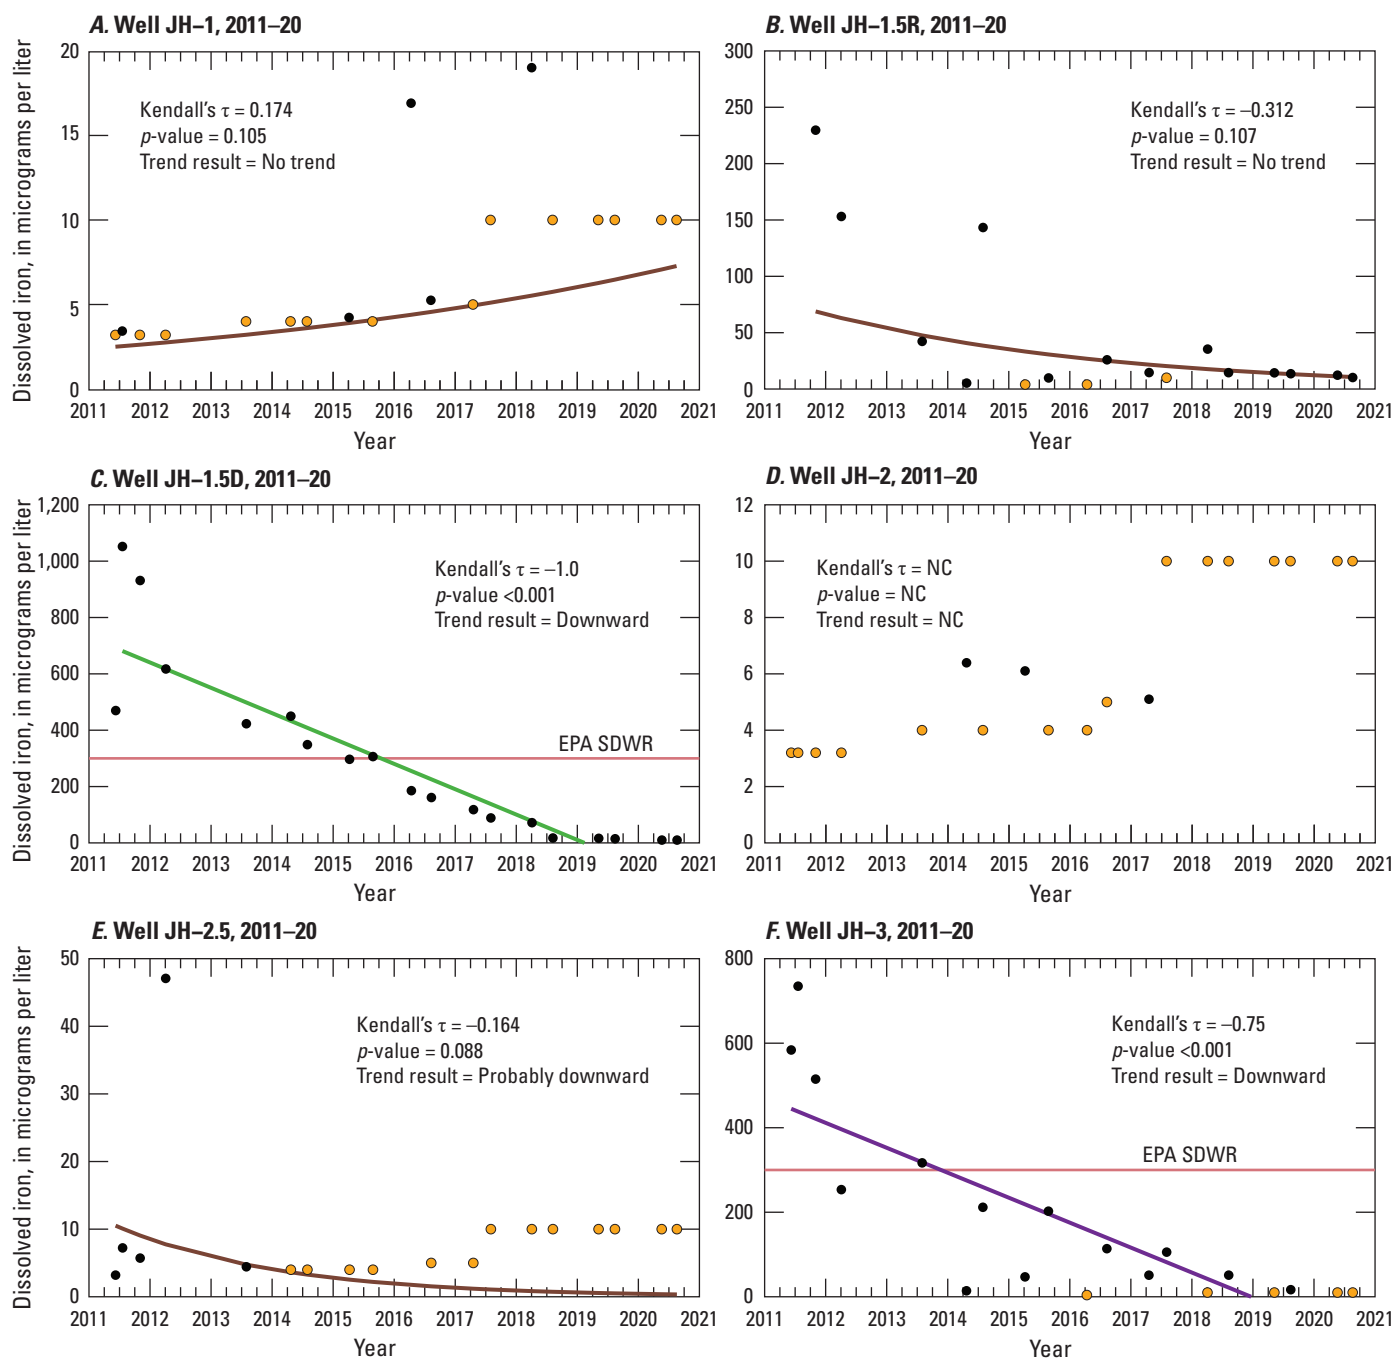 A. Well JH–1, 2011–20
Dissolved iron, in micrograms per liter
20
15
10
5
0
Kendall's τ = 0.174
p-value = 0.105
Trend result = No trend
2011 2012 2013 2014 2015 2016 2017 2018 2019 2020 2021
Year
B. Well JH–1.5R, 2011–20
300
250
200
150
100
50
0
Kendall's τ = –0.312
p-value = 0.107
Trend result = No trend
2011 2012 2013 2014 2015 2016 2017 2018 2019 2020 2021
Year
C. Well JH–1.5D, 2011–20
Dissolved iron, in micrograms per liter
1,200
1,000
800
600
400
200
0
Kendall's τ = –1.0
p-value <0.001
Trend result = Downward
EPA SDWR
2011 2012 2013 2014 2015 2016 2017 2018 2019 2020 2021
Year
D. Well JH–2, 2011–20
12
10
8
6
4
2
0
Kendall's τ = NC
p-value = NC
Trend result = NC
2011 2012 2013 2014 2015 2016 2017 2018 2019 2020 2021
Year
E. Well JH–2.5, 2011–20
Dissolved iron, in micrograms per liter
50
40
30
20
10
0
Kendall's τ = –0.164
p-value = 0.088
Trend result = Probably downward
2011 2012 2013 2014 2015 2016 2017 2018 2019 2020 2021
Year
F. Well JH–3, 2011–20
800
600
400
200
0
Kendall's τ = –0.75
p-value <0.001
Trend result = Downward
EPA SDWR
2011 2012 2013 2014 2015 2016 2017 2018 2019 2020 2021
Year